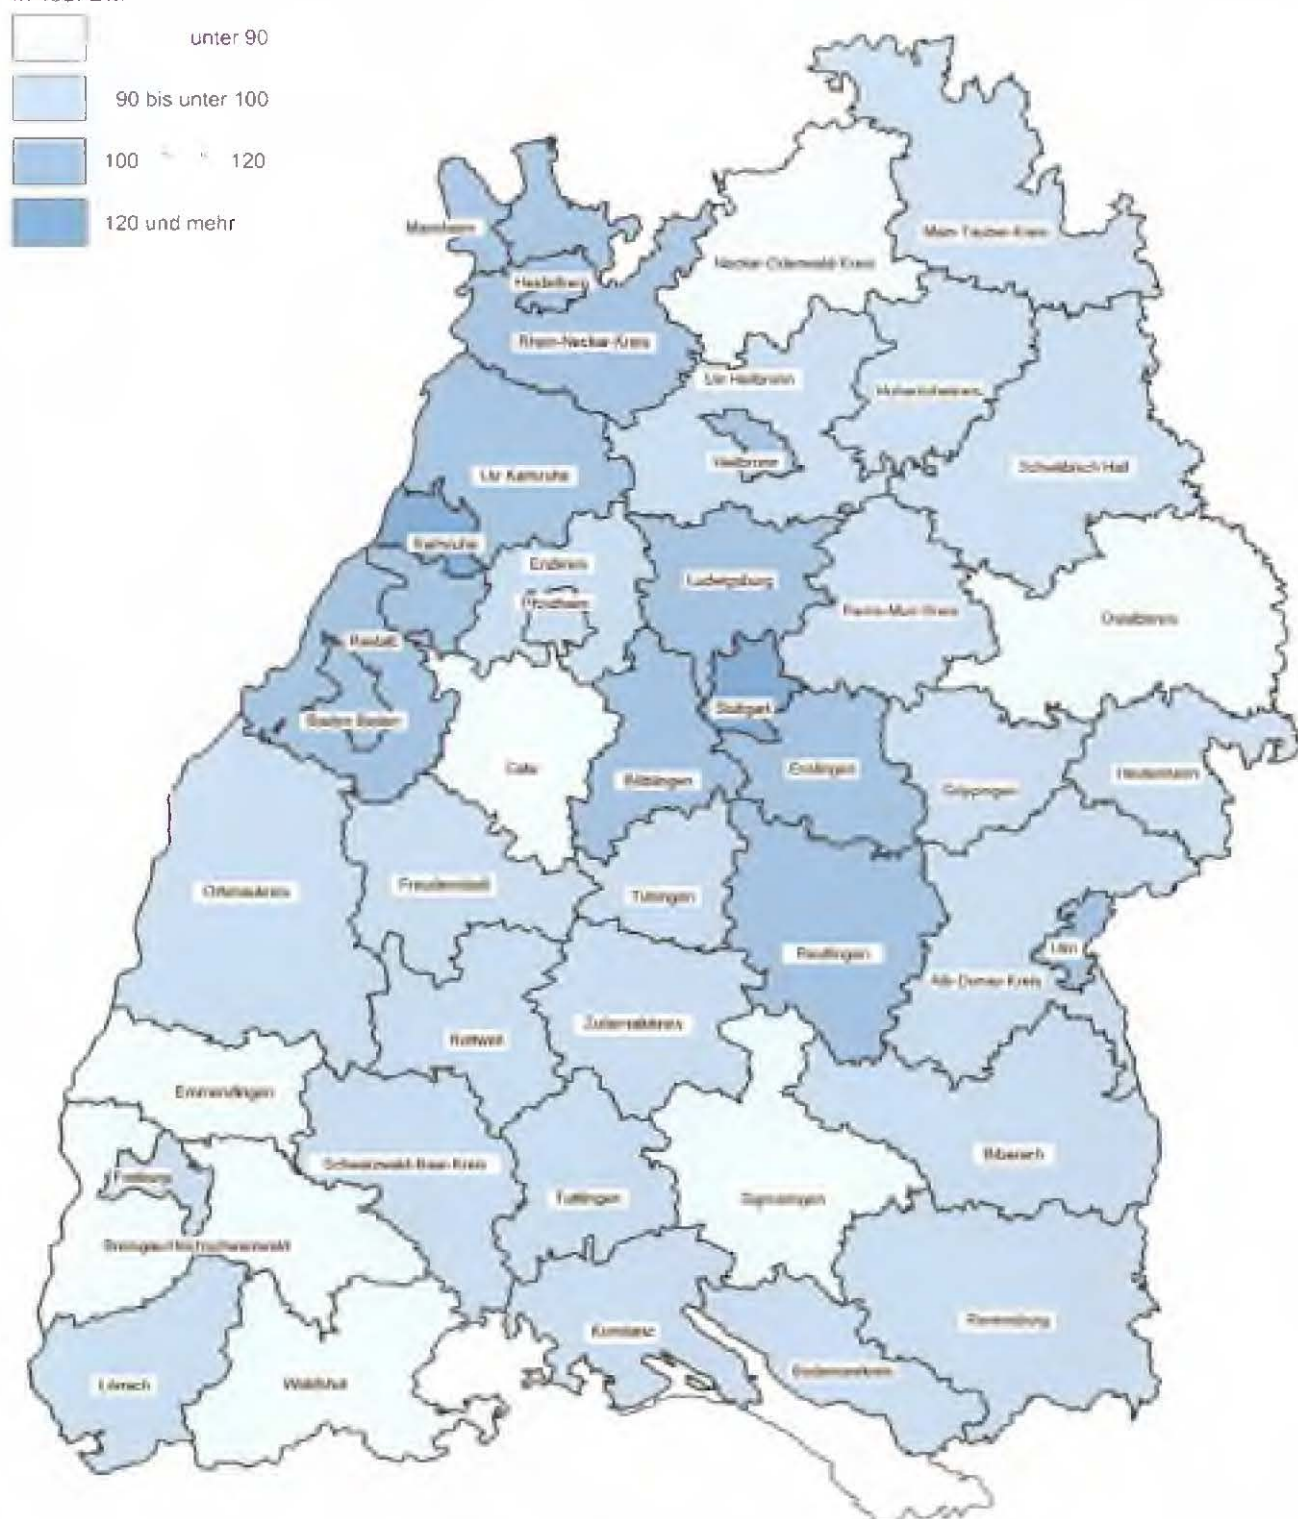 unter 90
90 bis unter 100
100 " " 120
120 und mehr
Mannheim
Main-Tauber-Kreis
Neckar-Odenwald-Kreis
Heidelberg
Rhein-Neckar-Kreis
Lkr Heilbronn
Hohenlohekreis
Heilbronn
Schwäbisch Hall
Lkr Karlsruhe
Karlsruhe
Enzkreis
Ludwigsburg
Pforzheim
Rems-Murr-Kreis
Ostalbkreis
Rastatt
Stuttgart
Baden-Baden
Calw
Böblingen
Esslingen
Göppingen
Heidenheim
Ortenaukreis
Freudenstadt
Tübingen
Reutlingen
Ulm
Alb-Donau-Kreis
Rottweil
Zollernalbkreis
Emmendingen
Schwarzwald-Baar-Kreis
Biberach
Freiburg
Tuttlingen
Sigmaringen
Breisgau-Hochschwarzwald
Konstanz
Ravensburg
Lörrach
Waldshut
Bodenseekreis